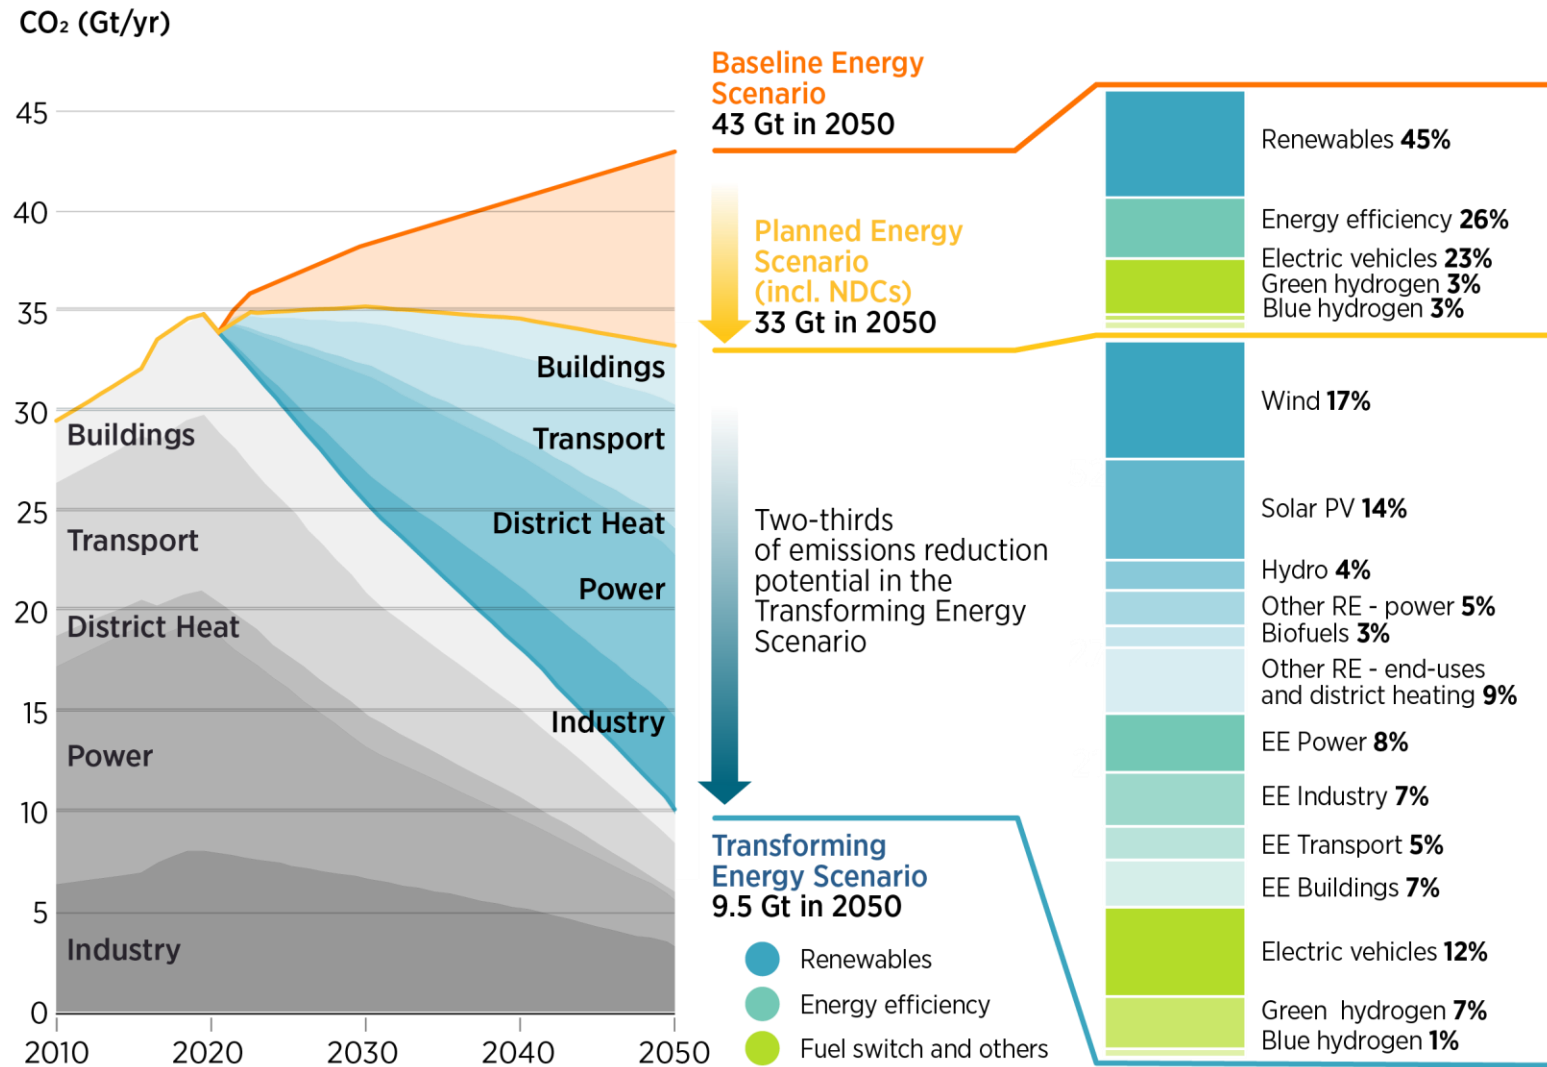 CO₂ (Gt/yr)
45
40
35
30
25
20
15
10
5
0
2010
2020
2030
2040
2050
Buildings
Transport
District Heat
Power
Industry
Buildings
Transport
District Heat
Power
Industry
Baseline Energy
Scenario
43 Gt in 2050
Planned Energy
Scenario
(incl. NDCs)
33 Gt in 2050
Two-thirds
of emissions reduction
potential in the
Transforming Energy
Scenario
Transforming
Energy Scenario
9.5 Gt in 2050
Renewables
Energy efficiency
Fuel switch and others
Renewables 45%
Energy efficiency 26%
Electric vehicles 23%
Green hydrogen 3%
Blue hydrogen 3%
Wind 17%
Solar PV 14%
Hydro 4%
Other RE - power 5%
Biofuels 3%
Other RE - end-uses
and district heating 9%
EE Power 8%
EE Industry 7%
EE Transport 5%
EE Buildings 7%
Electric vehicles 12%
Green hydrogen 7%
Blue hydrogen 1%